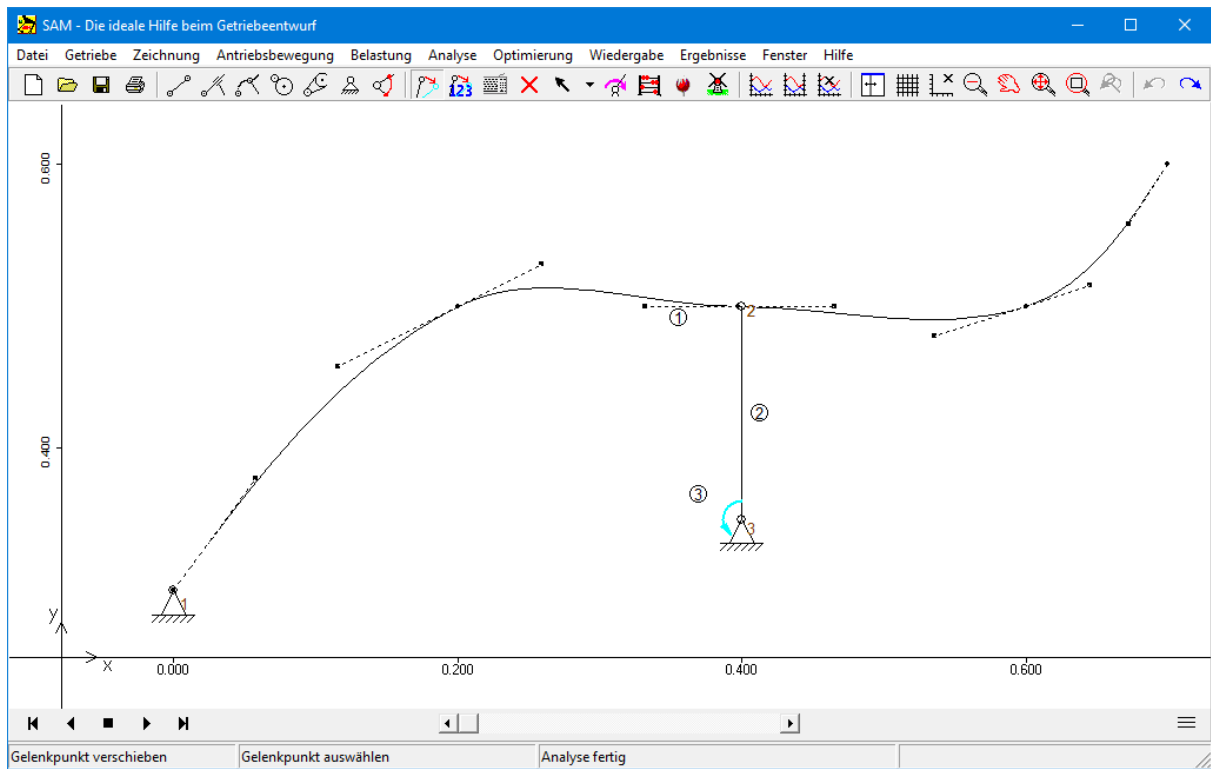 SAM - Die ideale Hilfe beim Getriebeentwurf
Datei Getriebe Zeichnung Antriebsbewegung Belastung Analyse Optimierung Wiedergabe Ergebnisse Fenster Hilfe
123
0.600
2
①
②
0.400
③
3
1
y
x
0.000 0.200 0.400 0.600
Gelenkpunkt verschieben Gelenkpunkt auswählen Analyse fertig